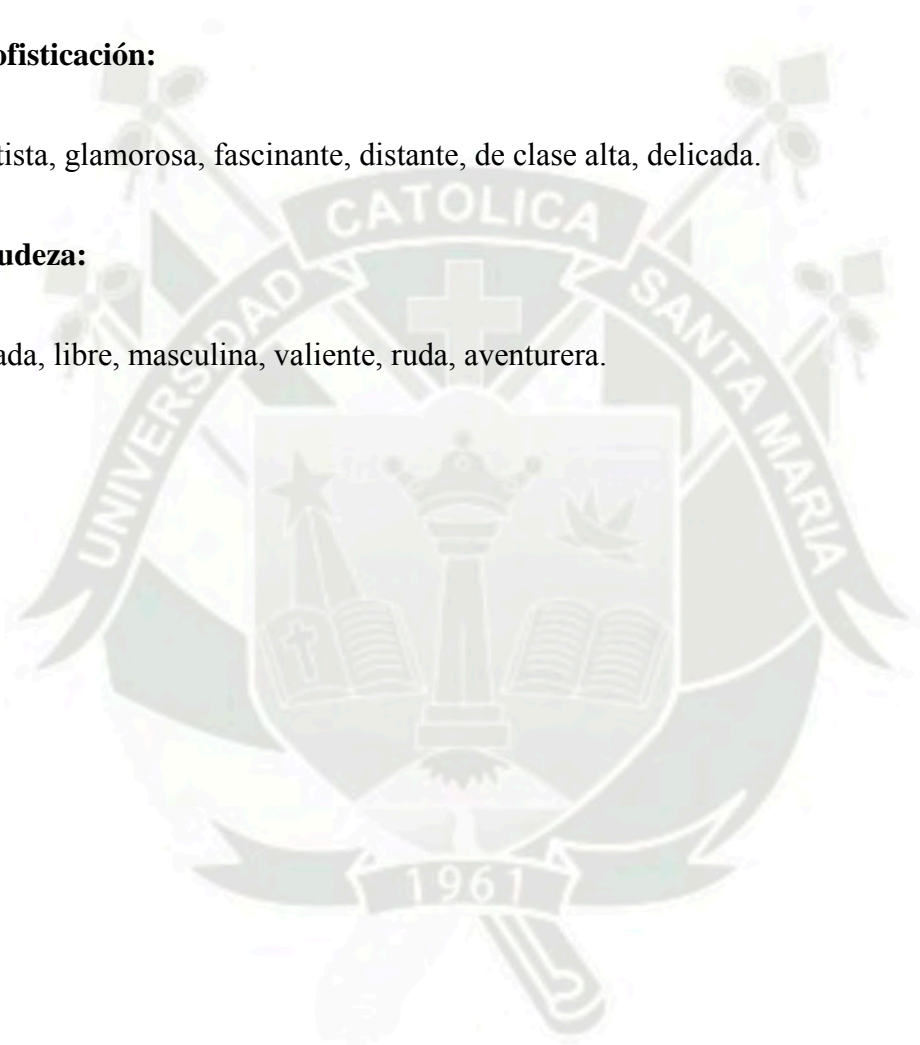 ofisticación:
tista, glamorosa, fascinante, distante, de clase alta, delicada.
CATOLICA
udeza:
UNIVERSIDAD
SANTA MARIA
ada, libre, masculina, valiente, ruda, aventurera.
1961